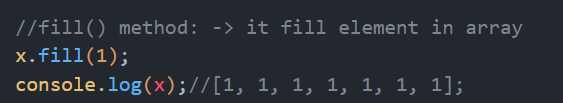 //fill() method: -> it fill element in array
x.fill(1);
console.log(x);//[1, 1, 1, 1, 1, 1, 1];